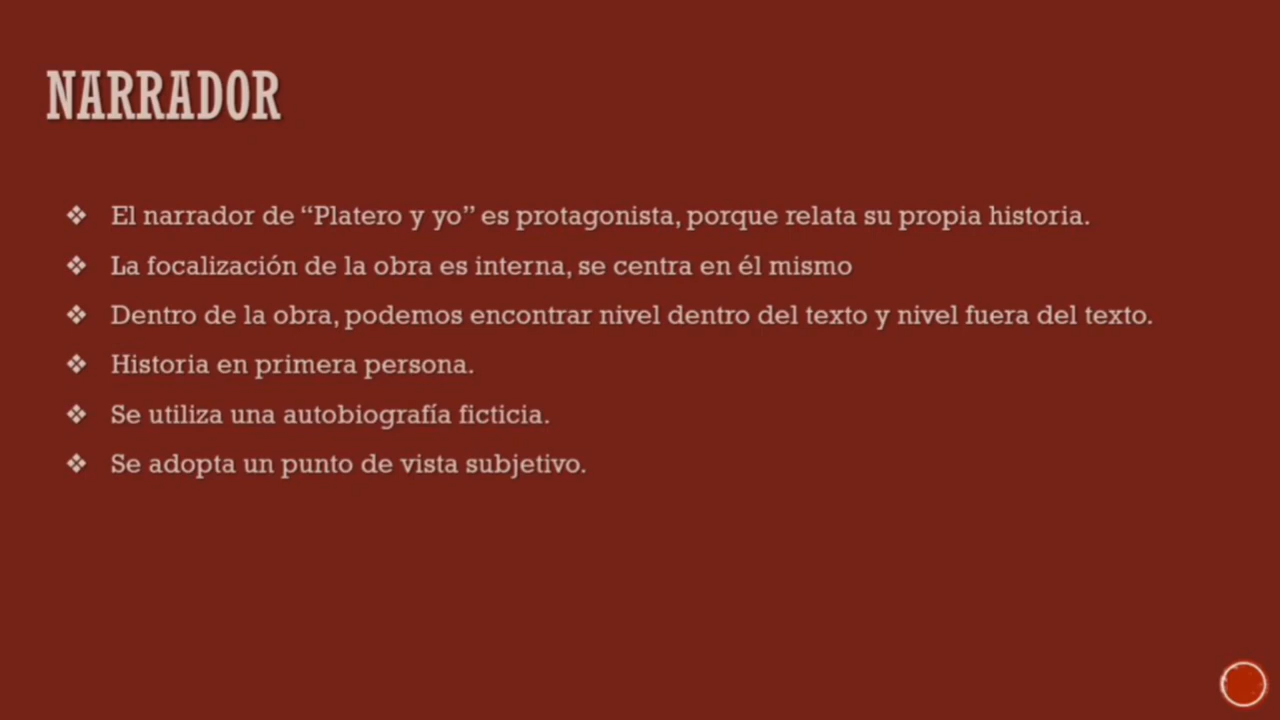 NARRADOR
❖ El narrador de “Platero y yo” es protagonista, porque relata su propia historia.
❖ La focalización de la obra es interna, se centra en él mismo
❖ Dentro de la obra, podemos encontrar nivel dentro del texto y nivel fuera del texto.
❖ Historia en primera persona.
❖ Se utiliza una autobiografía ficticia.
❖ Se adopta un punto de vista subjetivo.